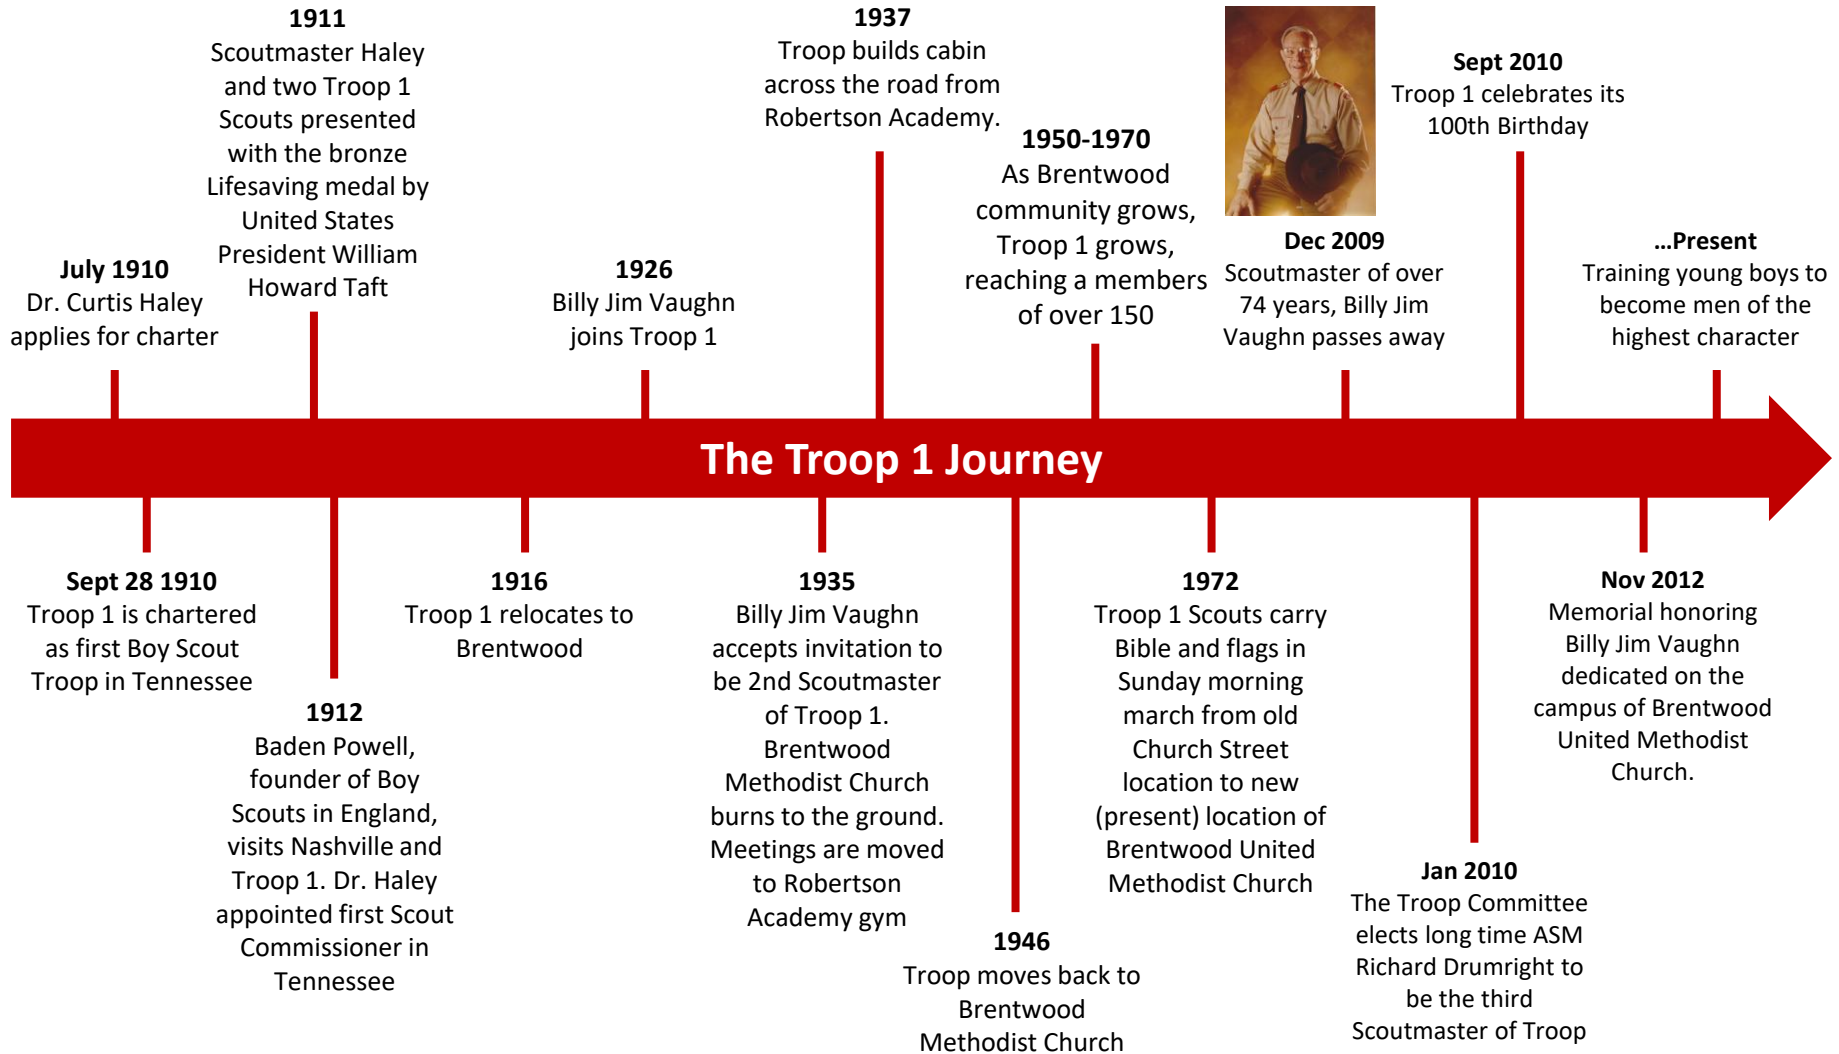 1911
Scoutmaster Haley
and two Troop 1
Scouts presented
with the bronze
Lifesaving medal by
United States
President William
Howard Taft
1937
Troop builds cabin
across the road from
Robertson Academy.
Sept 2010
Troop 1 celebrates its
100th Birthday
1950-1970
As Brentwood
community grows,
Troop 1 grows,
reaching a members
of over 150
July 1910
Dr. Curtis Haley
applies for charter
1926
Billy Jim Vaughn
joins Troop 1
Dec 2009
Scoutmaster of over
74 years, Billy Jim
Vaughn passes away
...Present
Training young boys to
become men of the
highest character
The Troop 1 Journey
Sept 28 1910
Troop 1 is chartered
as first Boy Scout
Troop in Tennessee
1912
Baden Powell,
founder of Boy
Scouts in England,
visits Nashville and
Troop 1. Dr. Haley
appointed first Scout
Commissioner in
Tennessee
1916
Troop 1 relocates to
Brentwood
1935
Billy Jim Vaughn
accepts invitation to
be 2nd Scoutmaster
of Troop 1.
Brentwood
Methodist Church
burns to the ground.
Meetings are moved
to Robertson
Academy gym
1946
Troop moves back to
Brentwood
Methodist Church
1972
Troop 1 Scouts carry
Bible and flags in
Sunday morning
march from old
Church Street
location to new
(present) location of
Brentwood United
Methodist Church
Jan 2010
The Troop Committee
elects long time ASM
Richard Drumright to
be the third
Scoutmaster of Troop
Nov 2012
Memorial honoring
Billy Jim Vaughn
dedicated on the
campus of Brentwood
United Methodist
Church.